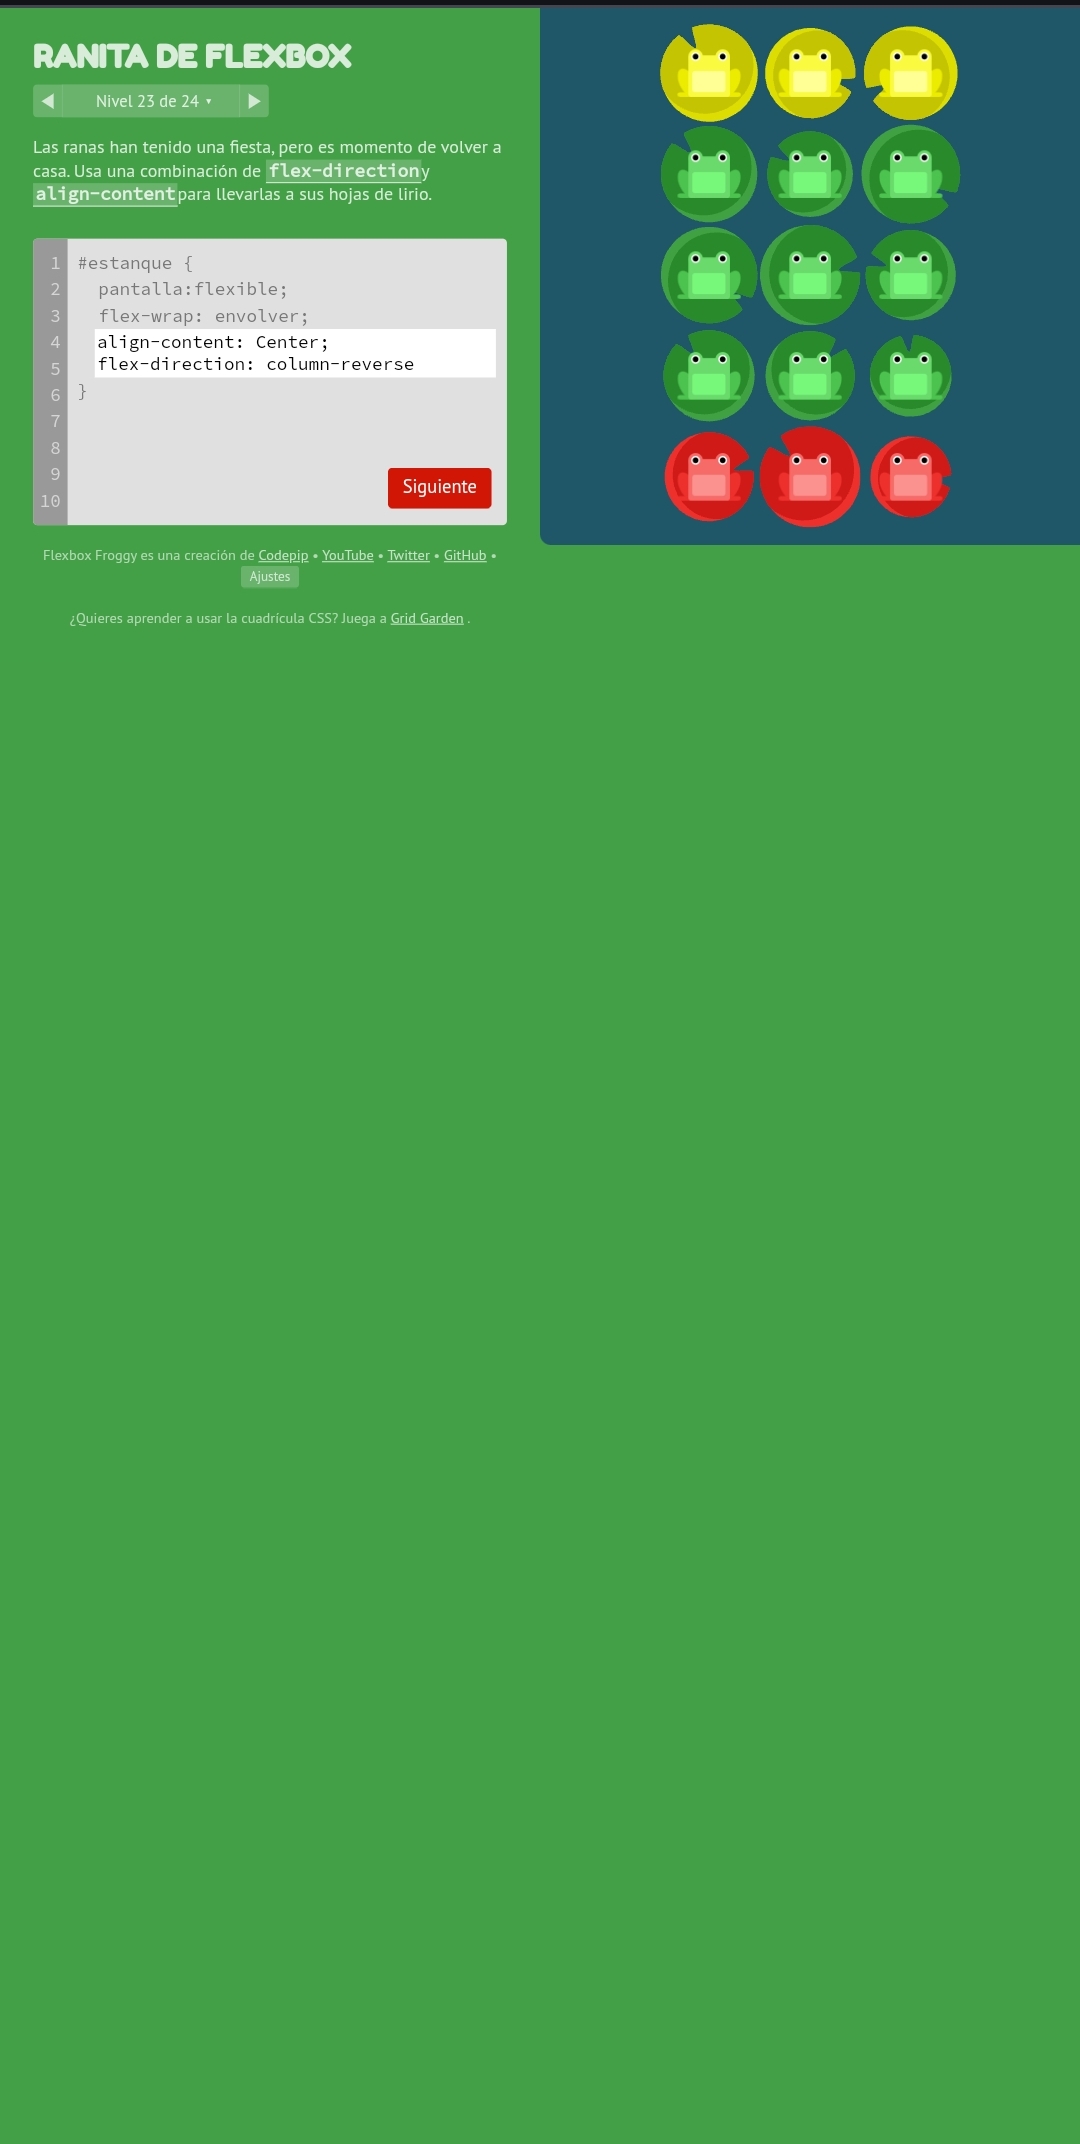 RANITA DE FLEXBOX
◀ Nivel 23 de 24 ▾ ▶
Las ranas han tenido una fiesta, pero es momento de volver a
casa. Usa una combinación de flex-direction y
align-content para llevarlas a sus hojas de lirio.
1 #estanque {
2 pantalla:flexible;
3 flex-wrap: envolver;
4 align-content: Center;
5 flex-direction: column-reverse
6 }
7
8
9
10
Siguiente
Flexbox Froggy es una creación de Codepip • YouTube • Twitter • GitHub •
Ajustes
¿Quieres aprender a usar la cuadrícula CSS? Juega a Grid Garden .